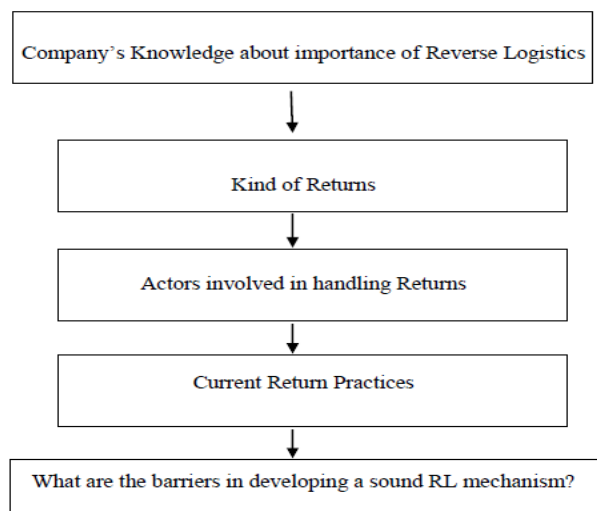 Company’s Knowledge about importance of Reverse Logistics
Kind of Returns
Actors involved in handling Returns
Current Return Practices
What are the barriers in developing a sound RL mechanism?